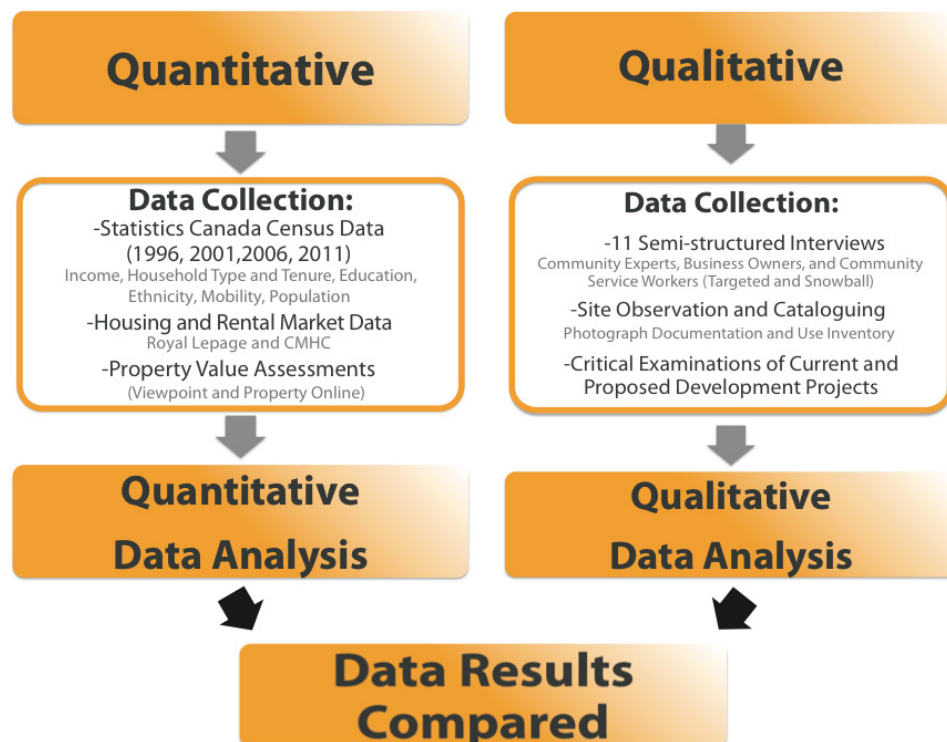 Quantitative
Data Collection:
-Statistics Canada Census Data
(1996, 2001,2006, 2011)
Income, Household Type and Tenure, Education,
Ethnicity, Mobility, Population
-Housing and Rental Market Data
Royal Lepage and CMHC
-Property Value Assessments
(Viewpoint and Property Online)
Quantitative
Data Analysis
Qualitative
Data Collection:
-11 Semi-structured Interviews
Community Experts, Business Owners, and Community
Service Workers (Targeted and Snowball)
-Site Observation and Cataloguing
Photograph Documentation and Use Inventory
-Critical Examinations of Current and
Proposed Development Projects
Qualitative
Data Analysis
Data Results
Compared